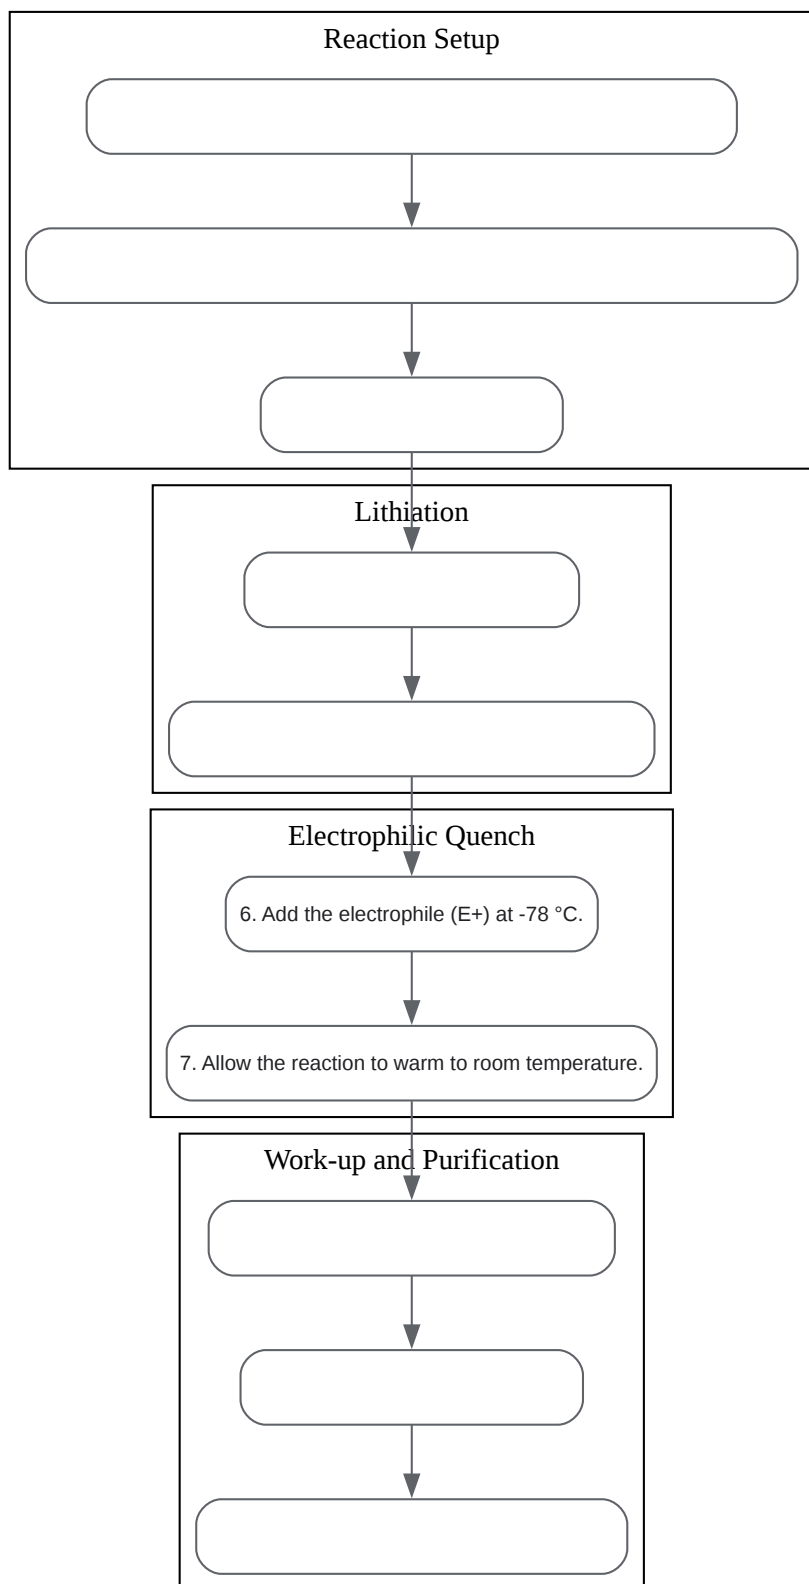 Reaction Setup
Lithiation
Electrophilic Quench
6. Add the electrophile (E+) at -78 °C.
7. Allow the reaction to warm to room temperature.
Work-up and Purification